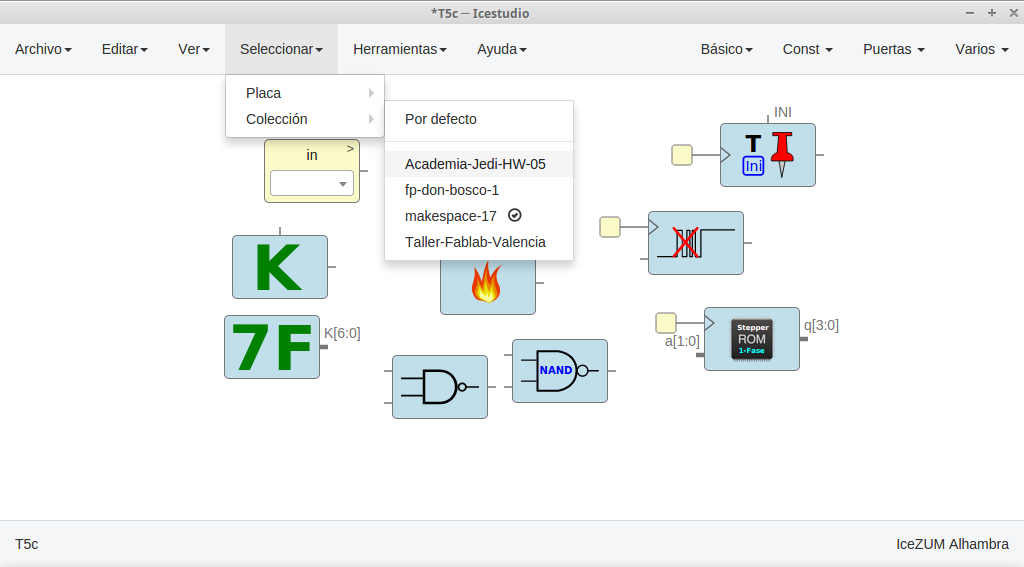 *T5c ─ Icestudio
Archivo Editar Ver Seleccionar Herramientas Ayuda Básico Const Puertas Varios
Placa
Colección
Por defecto
Academia-Jedi-HW-05
fp-don-bosco-1
makespace-17
Taller-Fablab-Valencia
in >
INI
T
Ini
K
7F
K[6:0]
NAND
a[1:0]
Stepper
ROM
1-Fase
q[3:0]
T5c IceZUM Alhambra